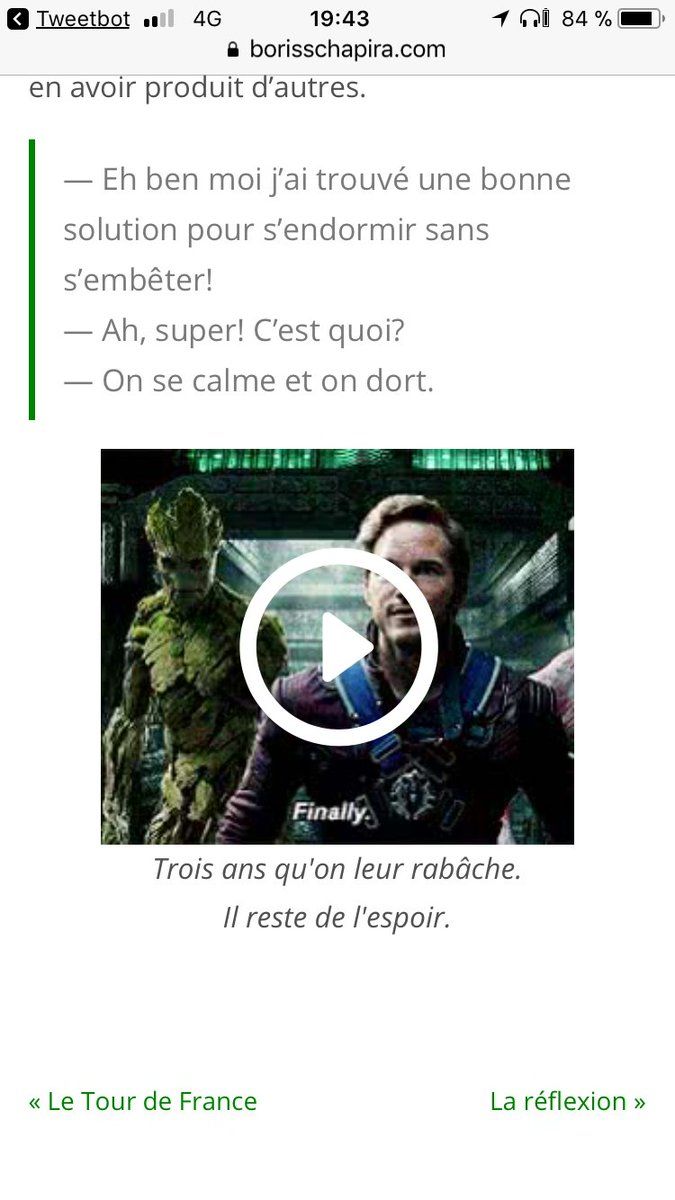 Tweetbot 4G 19:43 84 %
borisschapira.com
en avoir produit d’autres.
— Eh ben moi j’ai trouvé une bonne
solution pour s’endormir sans
s’embêter!
— Ah, super! C’est quoi?
— On se calme et on dort.
Finally.
Trois ans qu'on leur rabâche.
Il reste de l'espoir.
« Le Tour de France La réflexion »